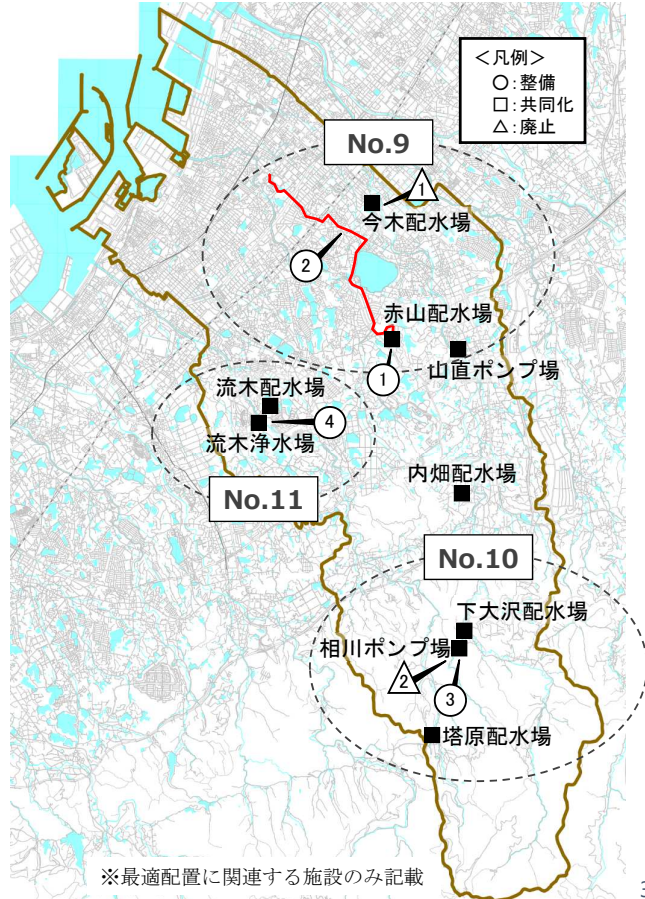 <凡例>
○:整備
□:共同化
△:廃止
No.9
1
今木配水場
2
赤山配水場
1
山直ポンプ場
流木配水場
4
流木浄水場
No.11
内畑配水場
No.10
下大沢配水場
相川ポンプ場
2
3
塔原配水場
※最適配置に関連する施設のみ記載